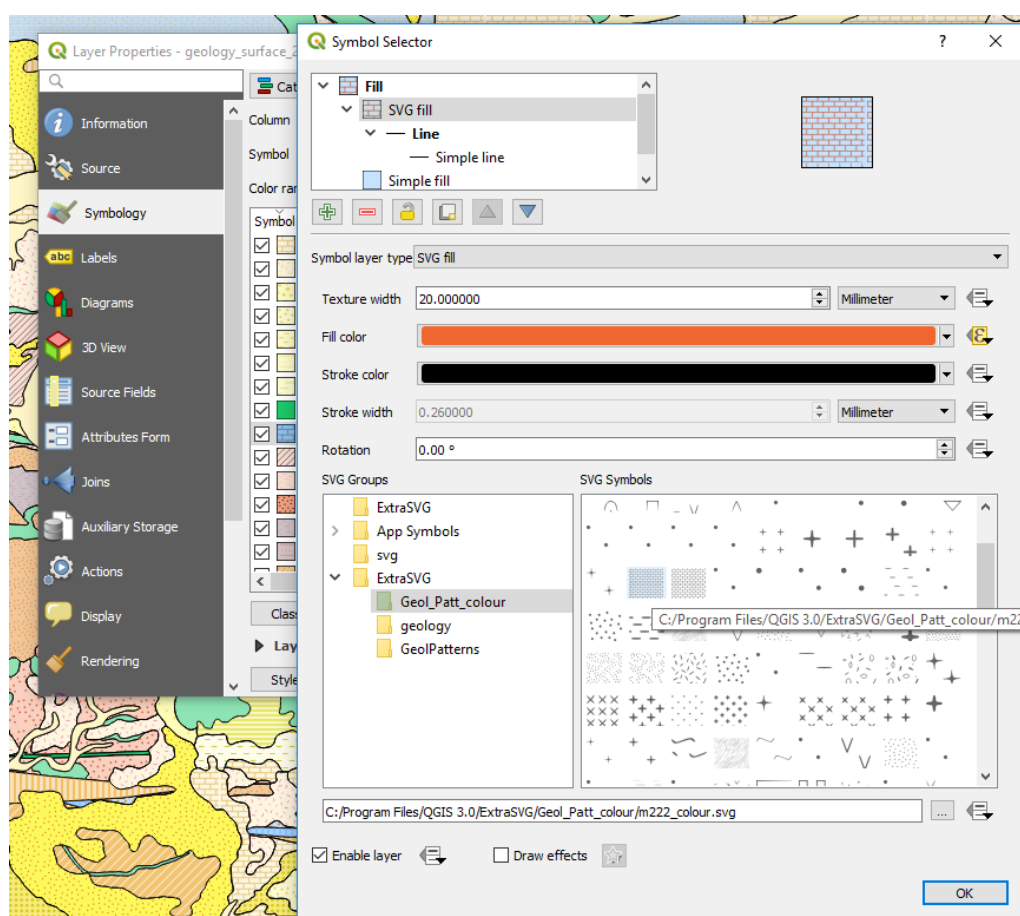 Layer Properties - geology_surface_2
Information
Source
Symbology
Labels
Diagrams
3D View
Source Fields
Attributes Form
Joins
Auxiliary Storage
Actions
Display
Rendering
abc
Cat
Column
Symbol
Color ran
Symbol
Clas
Lay
Style
Symbol Selector
Fill
SVG fill
Line
Simple line
Simple fill
Symbol layer type SVG fill
Texture width 20.000000 Millimeter
Fill color
Stroke color
Stroke width 0.260000 Millimeter
Rotation 0.00 °
SVG Groups SVG Symbols
ExtraSVG
App Symbols
svg
ExtraSVG
Geol_Patt_colour
geology
GeolPatterns
C:/Program Files/QGIS 3.0/ExtraSVG/Geol_Patt_colour/m22
C:/Program Files/QGIS 3.0/ExtraSVG/Geol_Patt_colour/m222_colour.svg
...
Enable layer Draw effects
OK